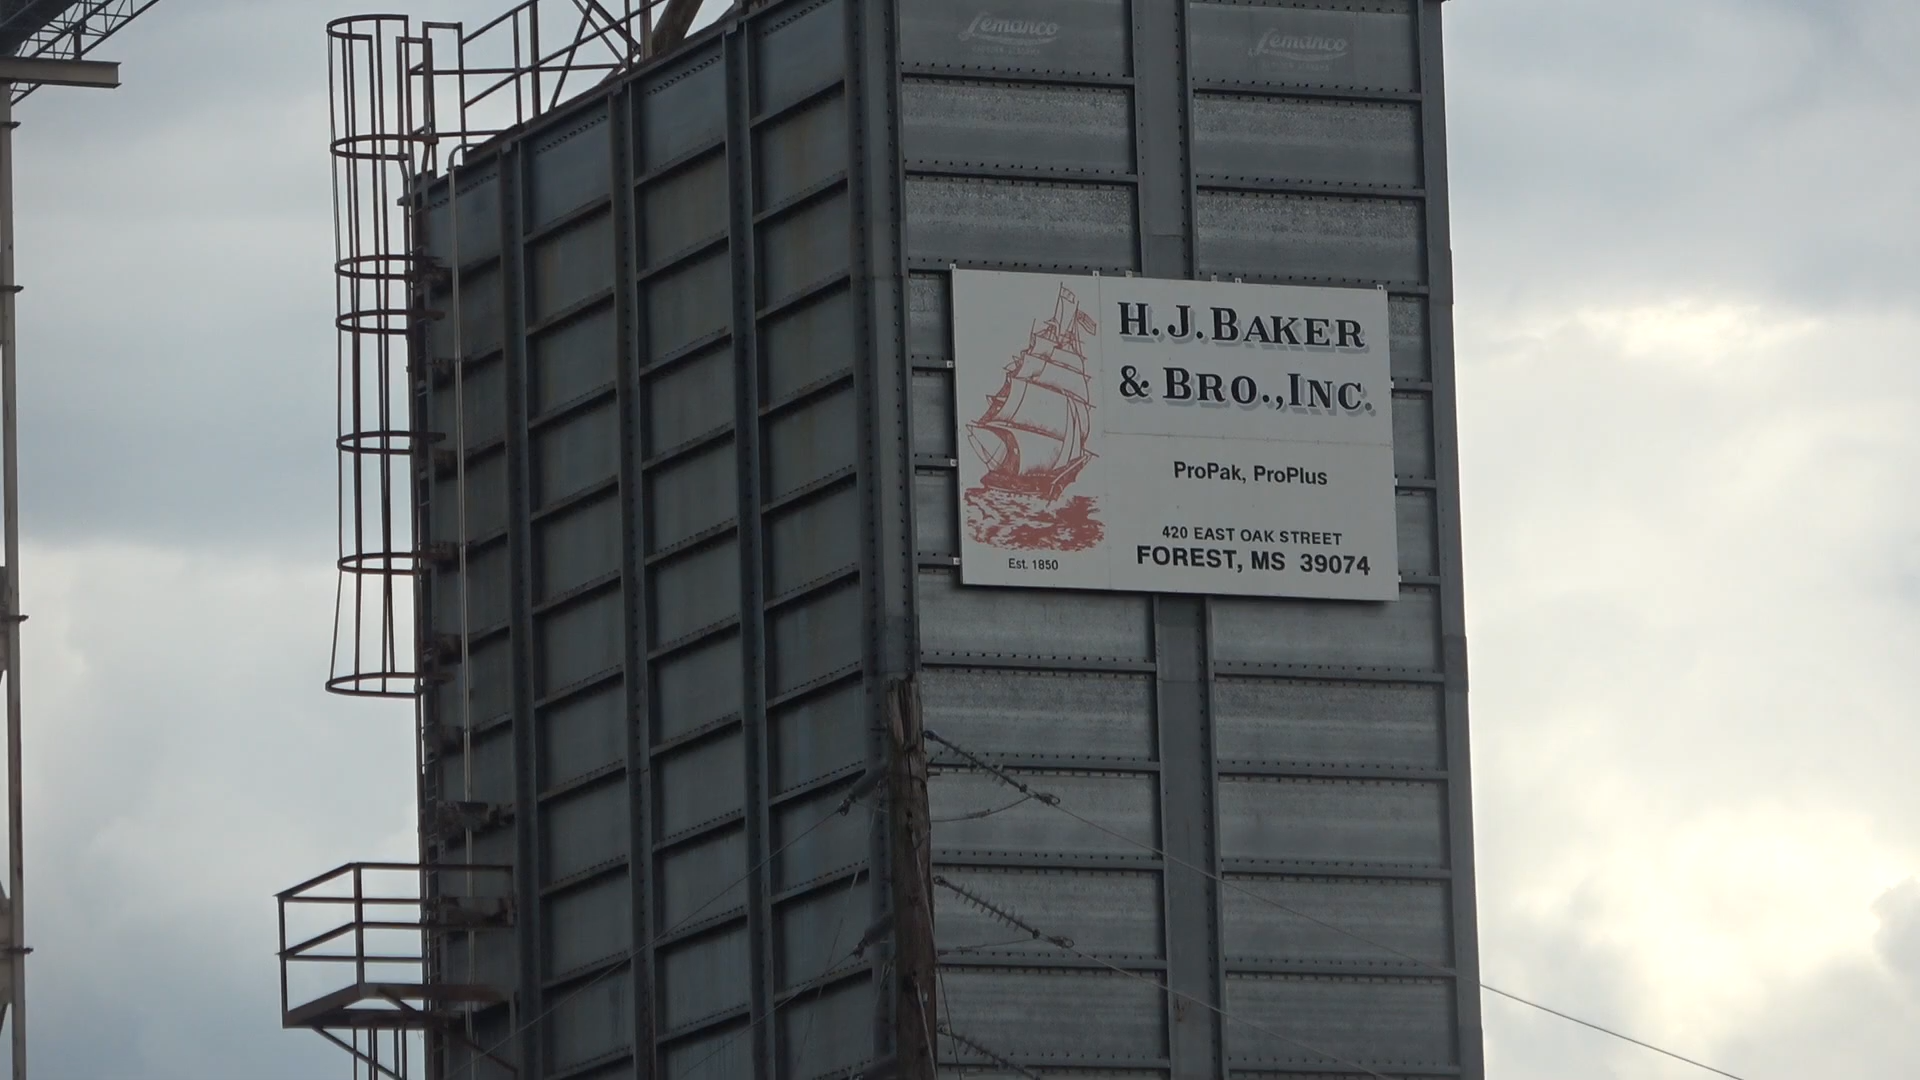 Lemanco
Lemanco
H. J. BAKER
& BRO., INC.
ProPak, ProPlus
420 EAST OAK STREET
FOREST, MS 39074
Est. 1850